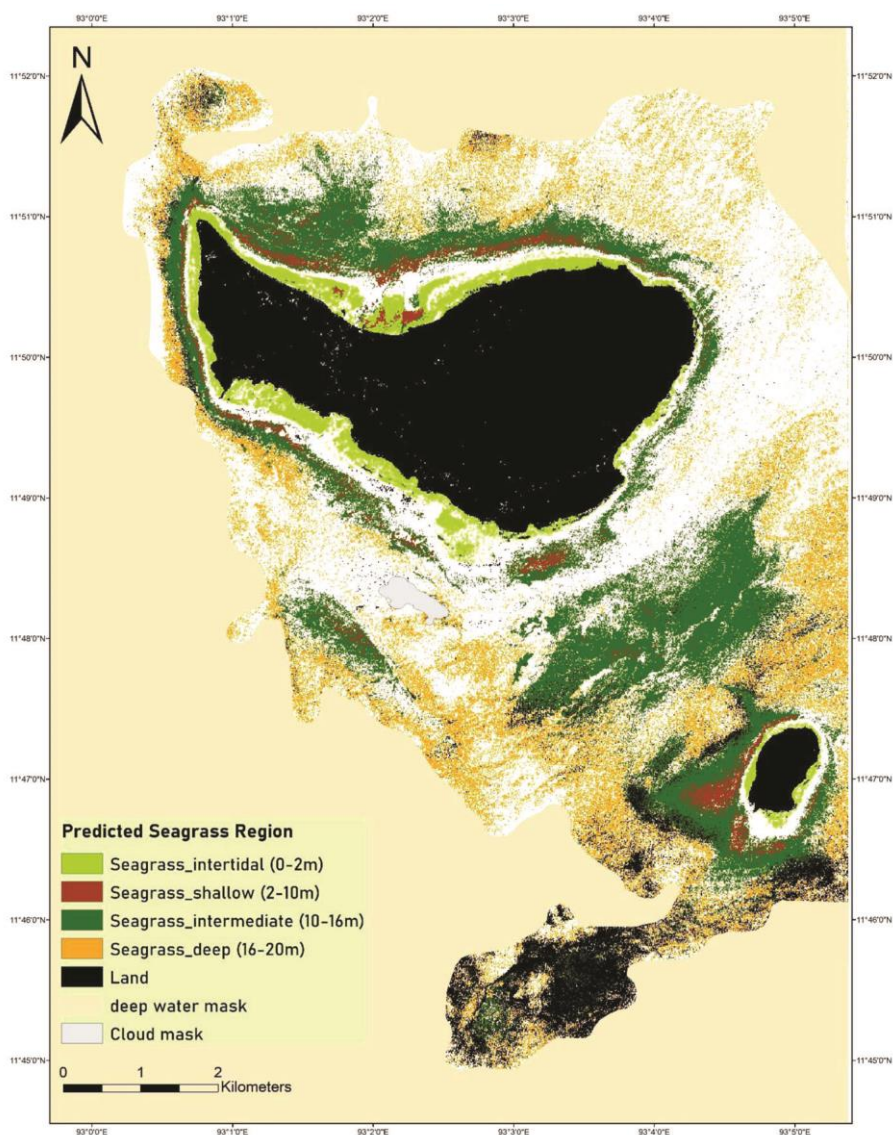 93°0'0"E 93°1'0"E 93°2'0"E 93°3'0"E 93°4'0"E 93°5'0"E
N
11°52'0"N 11°52'0"N
11°51'0"N 11°51'0"N
11°50'0"N 11°50'0"N
11°49'0"N 11°49'0"N
11°48'0"N 11°48'0"N
11°47'0"N 11°47'0"N
Predicted Seagrass Region
Seagrass_intertidal (0-2m)
Seagrass_shallow (2-10m)
Seagrass_intermediate (10-16m)
Seagrass_deep (16-20m)
Land
deep water mask
Cloud mask
11°46'0"N 11°46'0"N
11°45'0"N 11°45'0"N
0 1 2
Kilometers
93°0'0"E 93°1'0"E 93°2'0"E 93°3'0"E 93°4'0"E 93°5'0"E